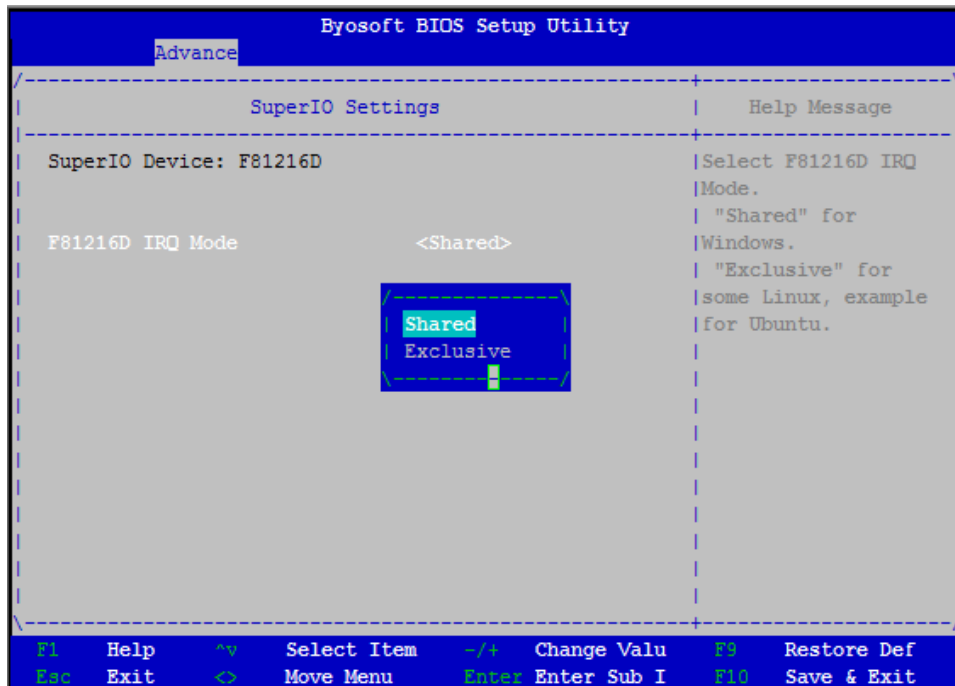 Byosoft BIOS Setup Utility
Advance
SuperIO Settings
Help Message
SuperIO Device: F81216D
F81216D IRQ Mode <Shared>
Shared
Exclusive
Select F81216D IRQ
Mode.
"Shared" for
Windows.
"Exclusive" for
some Linux, example
for Ubuntu.
F1 Help ^v Select Item -/+ Change Valu F9 Restore Def
Esc Exit <> Move Menu Enter Enter Sub I F10 Save & Exit